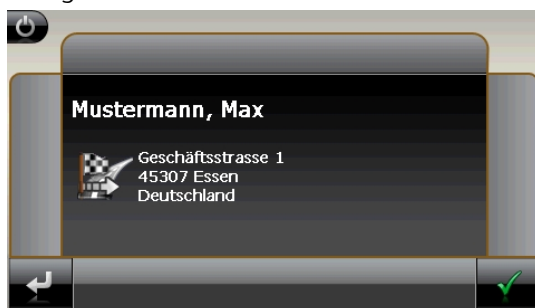 Mustermann, Max
Geschäftsstrasse 1
45307 Essen
Deutschland